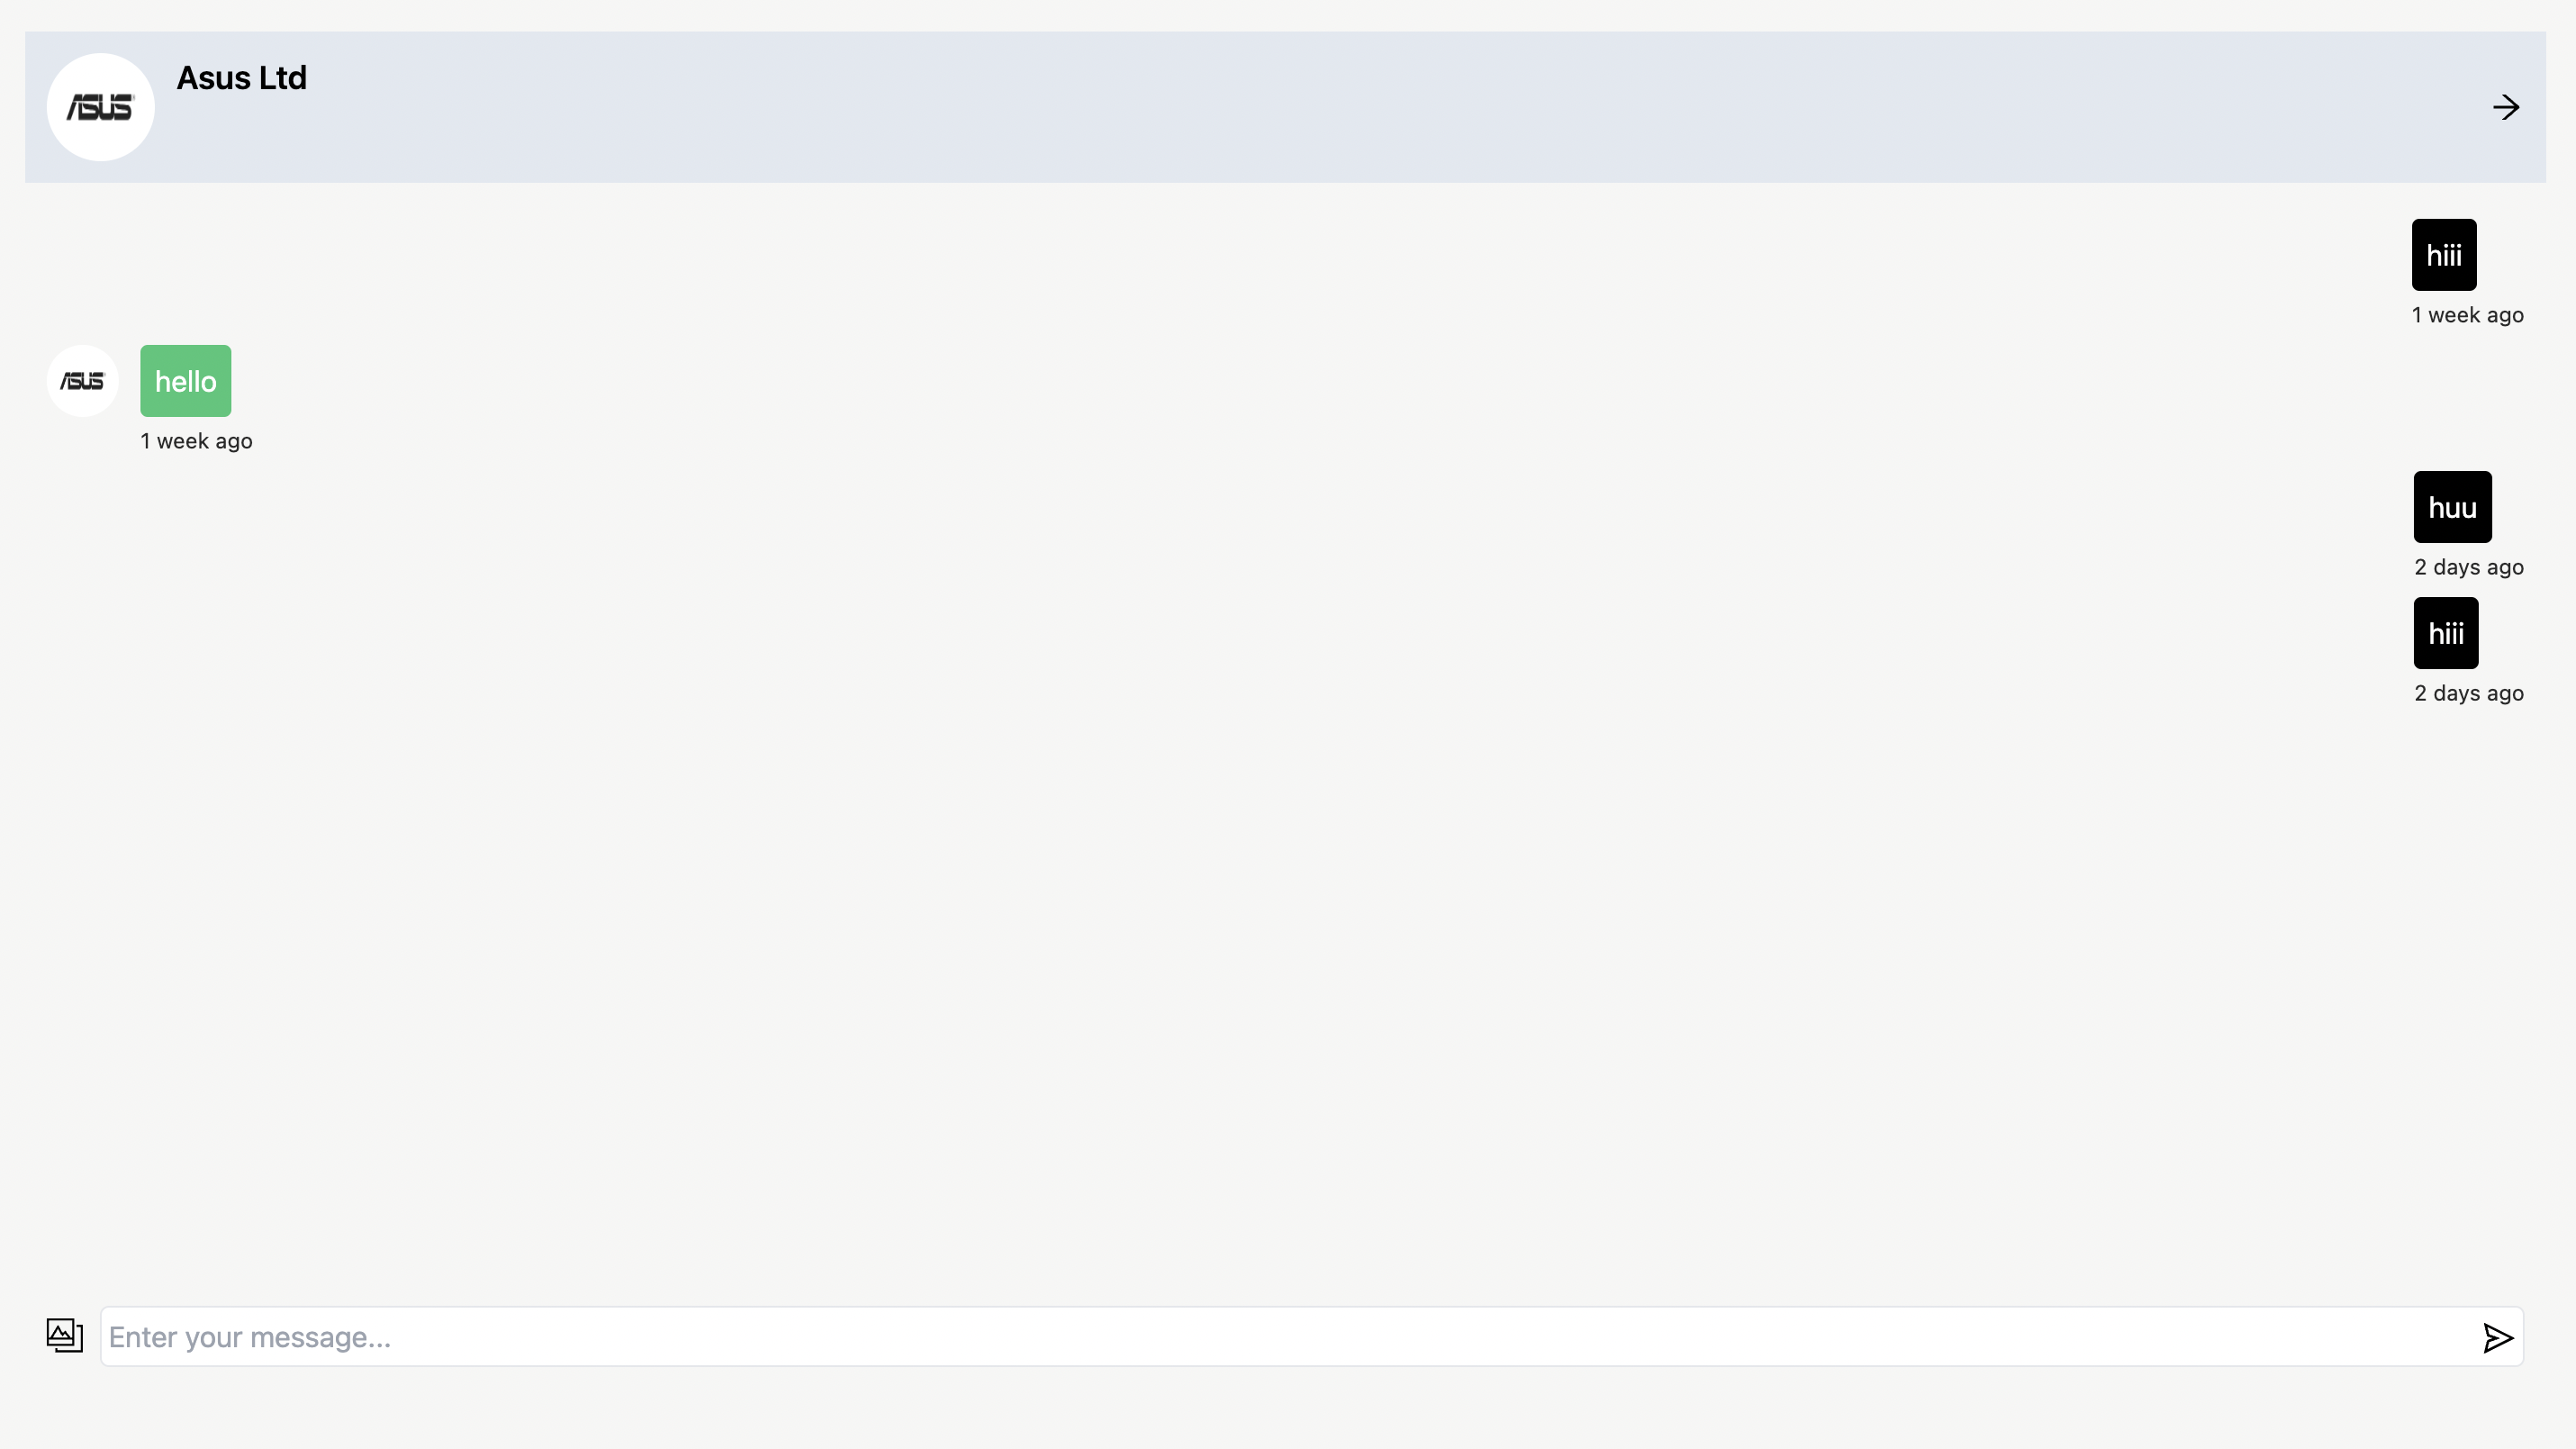 ASUS
Asus Ltd
hiii
1 week ago
ASUS
hello
1 week ago
huu
2 days ago
hiii
2 days ago
Enter your message...